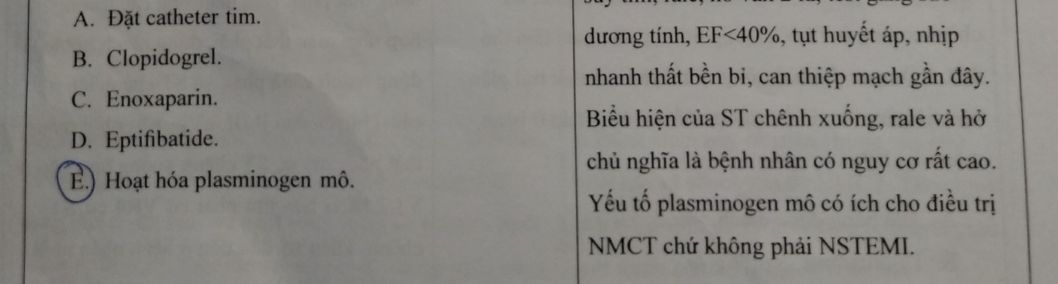 A. Đặt catheter tim.
B. Clopidogrel.
C. Enoxaparin.
D. Eptifibatide.
E. Hoạt hóa plasminogen mô.
dương tính, EF<40%, tụt huyết áp, nhịp
nhanh thất bền bỉ, can thiệp mạch gần đây.
Biểu hiện của ST chênh xuống, rale và hở
chủ nghĩa là bệnh nhân có nguy cơ rất cao.
Yếu tố plasminogen mô có ích cho điều trị
NMCT chứ không phải NSTEMI.